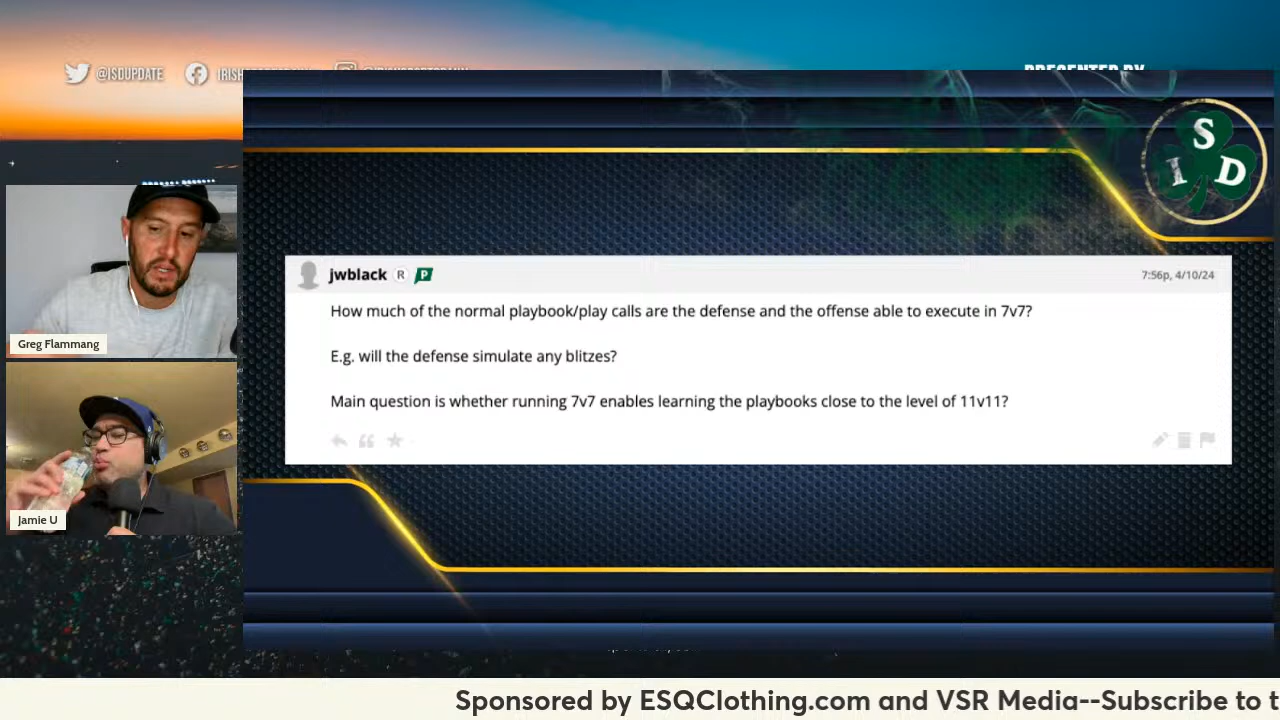 @ISDUPDATE
PRESENTED BY
I S D
jwblack R P
7:56p, 4/10/24
How much of the normal playbook/play calls are the defense and the offense able to execute in 7v7?
E.g. will the defense simulate any blitzes?
Main question is whether running 7v7 enables learning the playbooks close to the level of 11v11?
Greg Flammang
Jamie U
Sponsored by ESQClothing.com and VSR Media--Subscribe to t